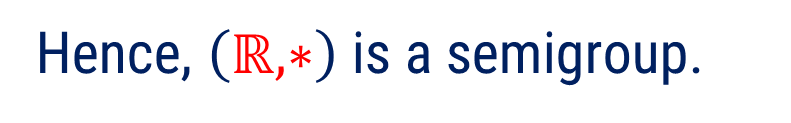 Hence, (ℝ,∗) is a semigroup.